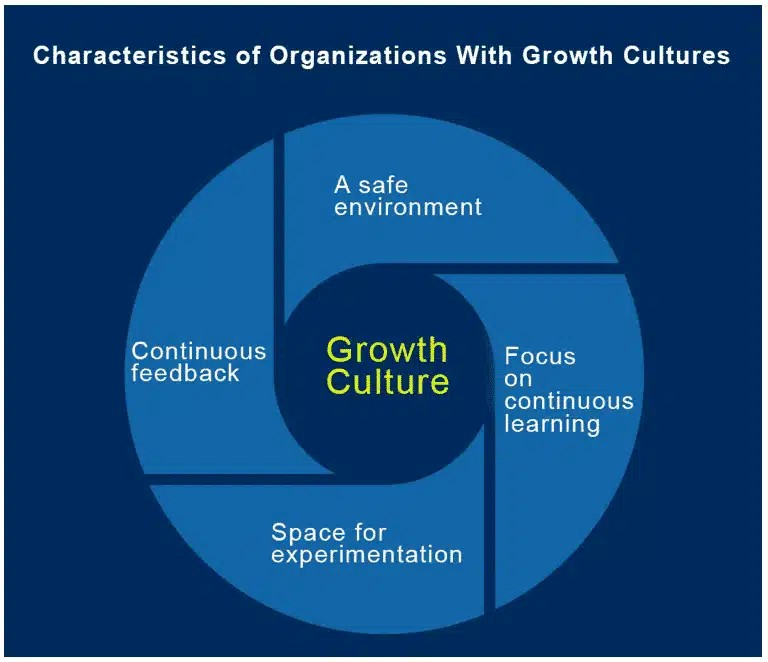 Characteristics of Organizations With Growth Cultures
A safe
environment
Growth
Culture
Continuous
feedback
Focus
on
continuous
learning
Space for
experimentation